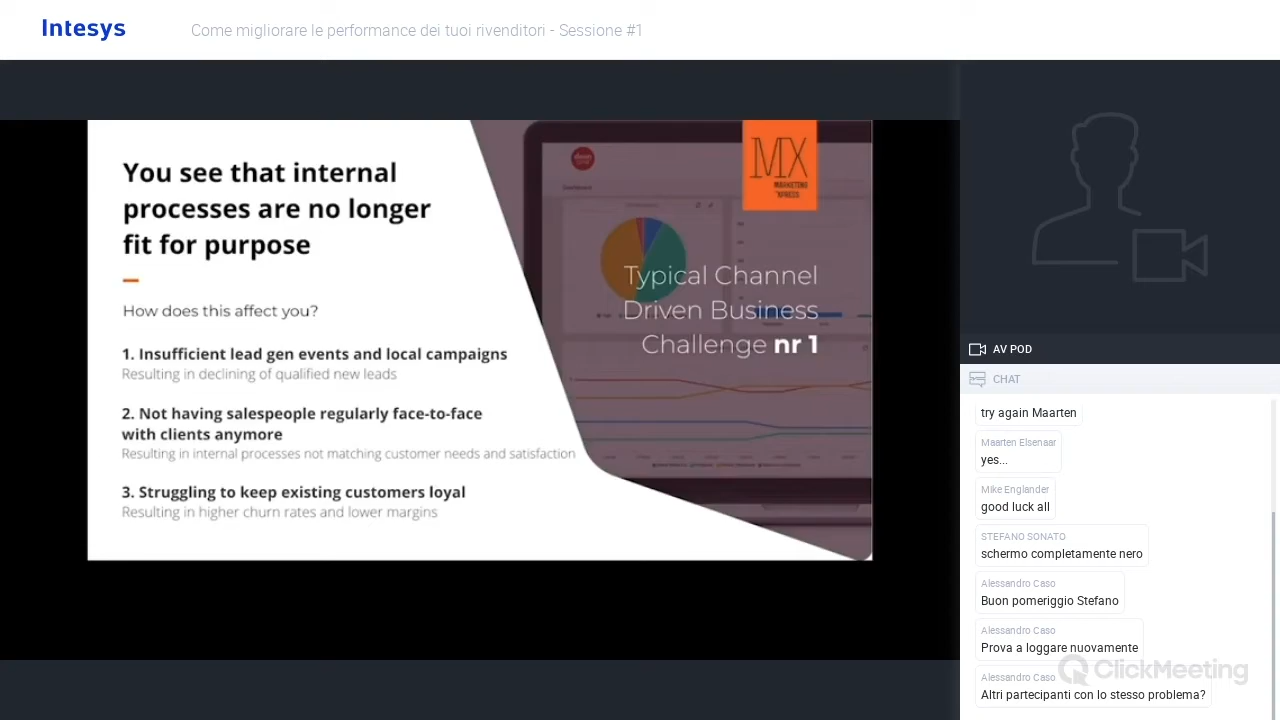 Intesys
Come migliorare le performance dei tuoi rivenditori - Sessione #1
You see that internal
processes are no longer
fit for purpose
How does this affect you?
1. Insufficient lead gen events and local campaigns
Resulting in declining of qualified new leads
2. Not having salespeople regularly face-to-face
with clients anymore
Resulting in internal processes not matching customer needs and satisfaction
3. Struggling to keep existing customers loyal
Resulting in higher churn rates and lower margins
MX
MARKETING
Dashboard
Typical Channel
Driven Business
Challenge nr 1
AV POD
CHAT
try again Maarten
Maarten Elsenaar
yes...
Mike Englander
good luck all
STEFANO SONATO
schermo completamente nero
Alessandro Caso
Buon pomeriggio Stefano
Alessandro Caso
Prova a loggare nuovamente
Alessandro Caso
Altri partecipanti con lo stesso problema?
ClickMeeting